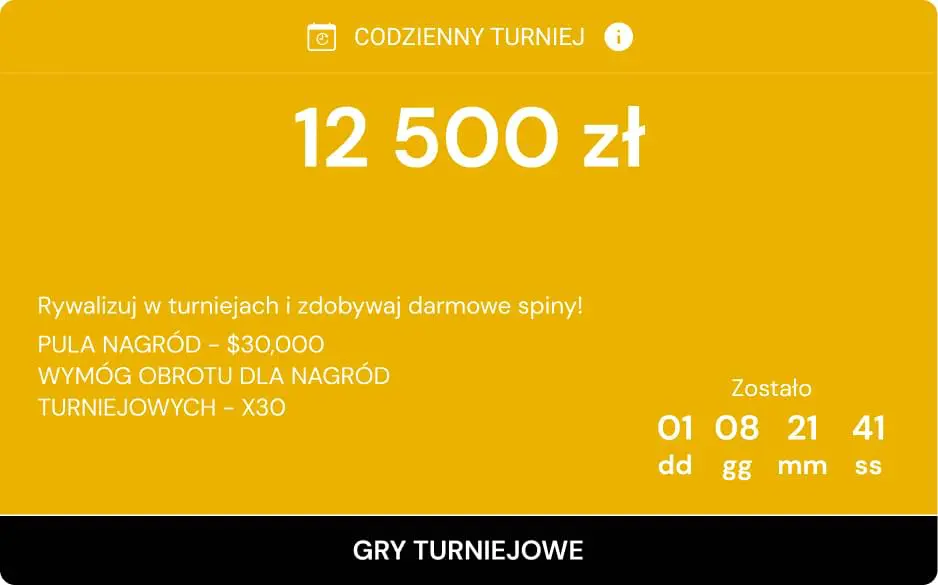 CODZIENNY TURNIEJ
12 500 zł
Rywalizuj w turniejach i zdobywaj darmowe spiny!
PULA NAGRÓD - $30,000
WYMÓG OBROTU DLA NAGRÓD
TURNIEJOWYCH - X30
Zostało
01 08 21 41
dd gg mm ss
GRY TURNIEJOWE